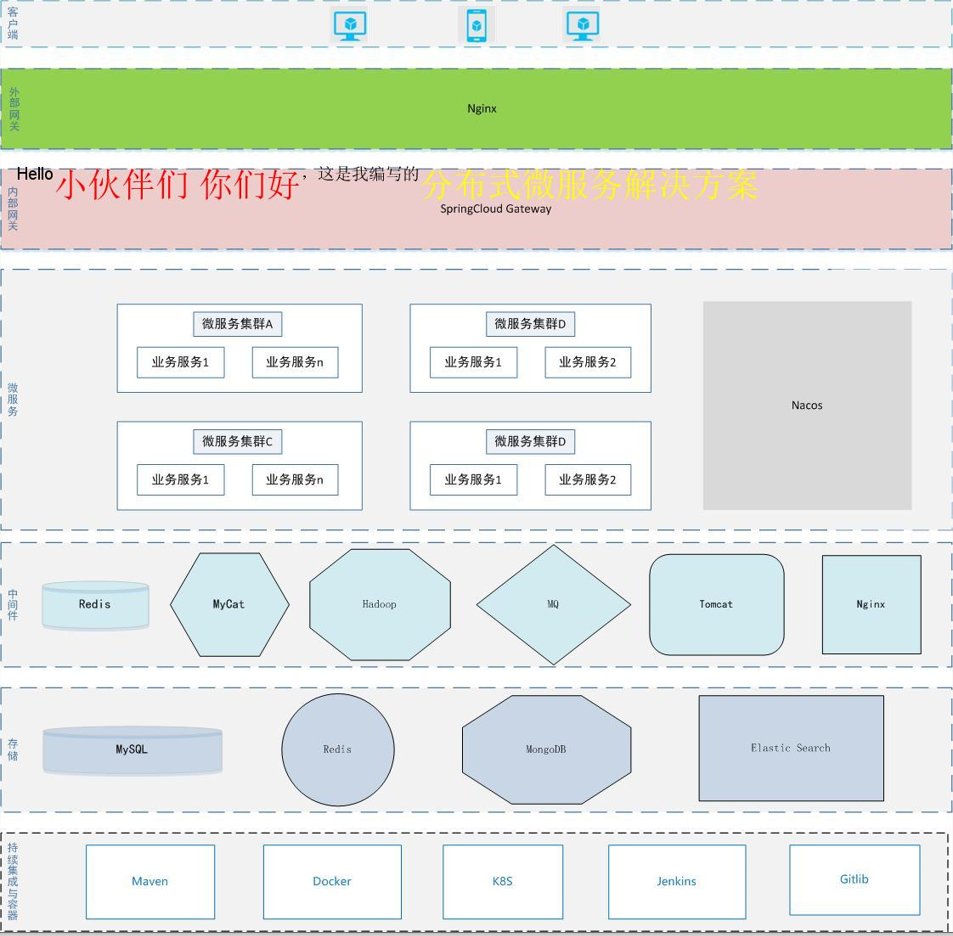 客户端
外部网关
Nginx
Hello 小伙伴们 你们好，这是我编写的 分布式微服务解决方案
内部网关
SpringCloud Gateway
微服务
微服务集群A
业务服务1 业务服务n
微服务集群D
业务服务1 业务服务2
Nacos
微服务集群C
业务服务1 业务服务n
微服务集群D
业务服务1 业务服务2
中间件
Redis MyCat Hadoop MQ Tomcat Nginx
存储
MySQL Redis MongoDB Elastic Search
持续集成与容器
Maven Docker K8S Jenkins Gitlib